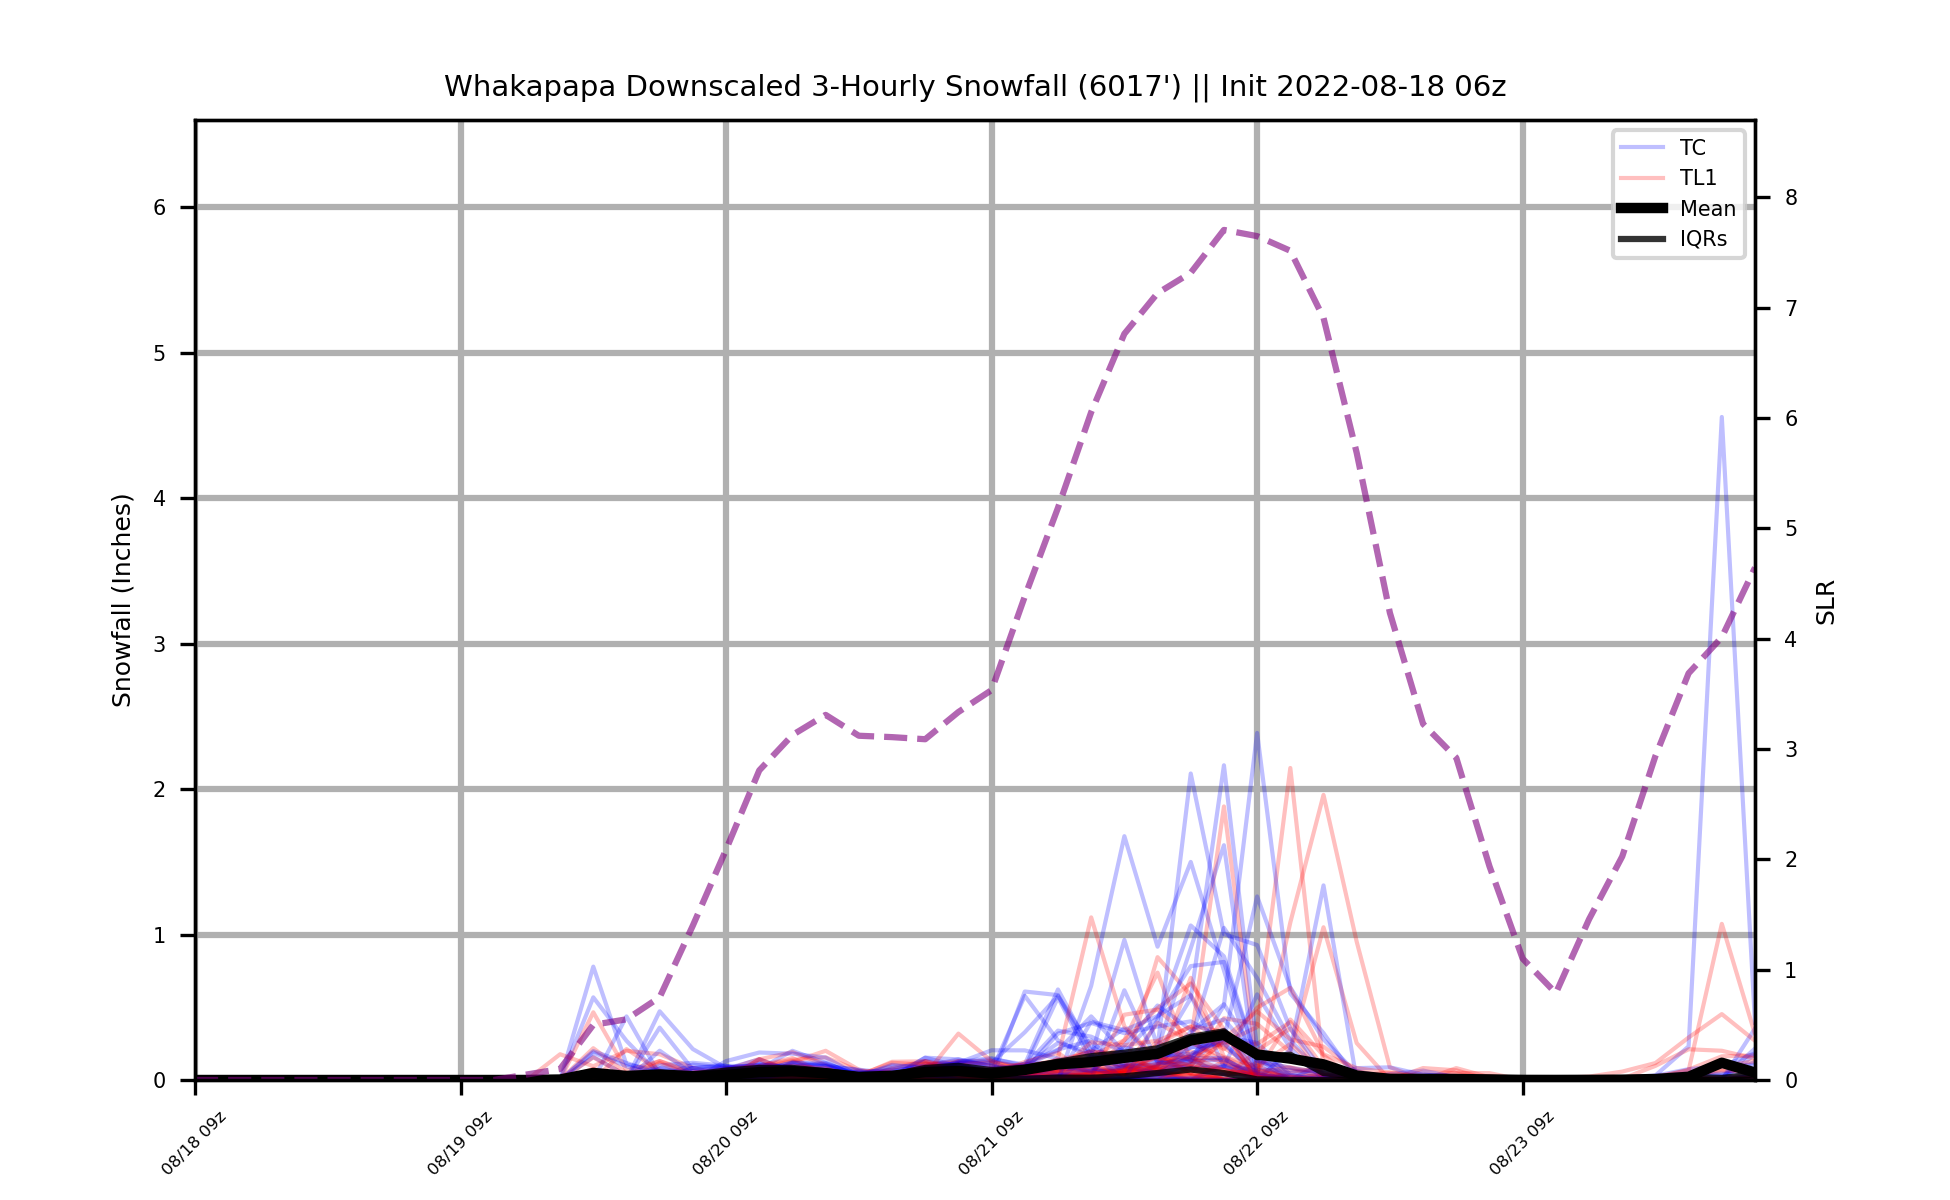 Whakapapa Downscaled 3-Hourly Snowfall (6017') || Init 2022-08-18 06z
TC
TL1
Mean
IQRs
Snowfall (Inches)
6
5
4
3
2
1
0
SLR
8
7
6
5
4
3
2
1
0
08/18 09z
08/19 09z
08/20 09z
08/21 09z
08/22 09z
08/23 09z